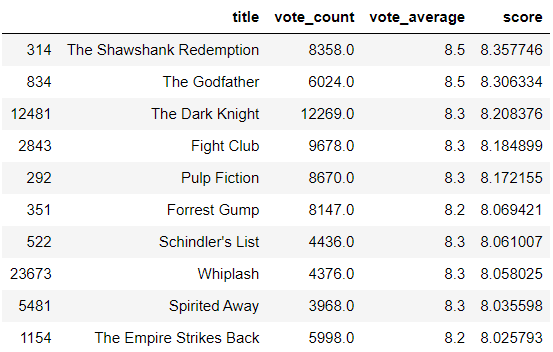 title vote_count vote_average score
314 The Shawshank Redemption 8358.0 8.5 8.357746
834 The Godfather 6024.0 8.5 8.306334
12481 The Dark Knight 12269.0 8.3 8.208376
2843 Fight Club 9678.0 8.3 8.184899
292 Pulp Fiction 8670.0 8.3 8.172155
351 Forrest Gump 8147.0 8.2 8.069421
522 Schindler's List 4436.0 8.3 8.061007
23673 Whiplash 4376.0 8.3 8.058025
5481 Spirited Away 3968.0 8.3 8.035598
1154 The Empire Strikes Back 5998.0 8.2 8.025793